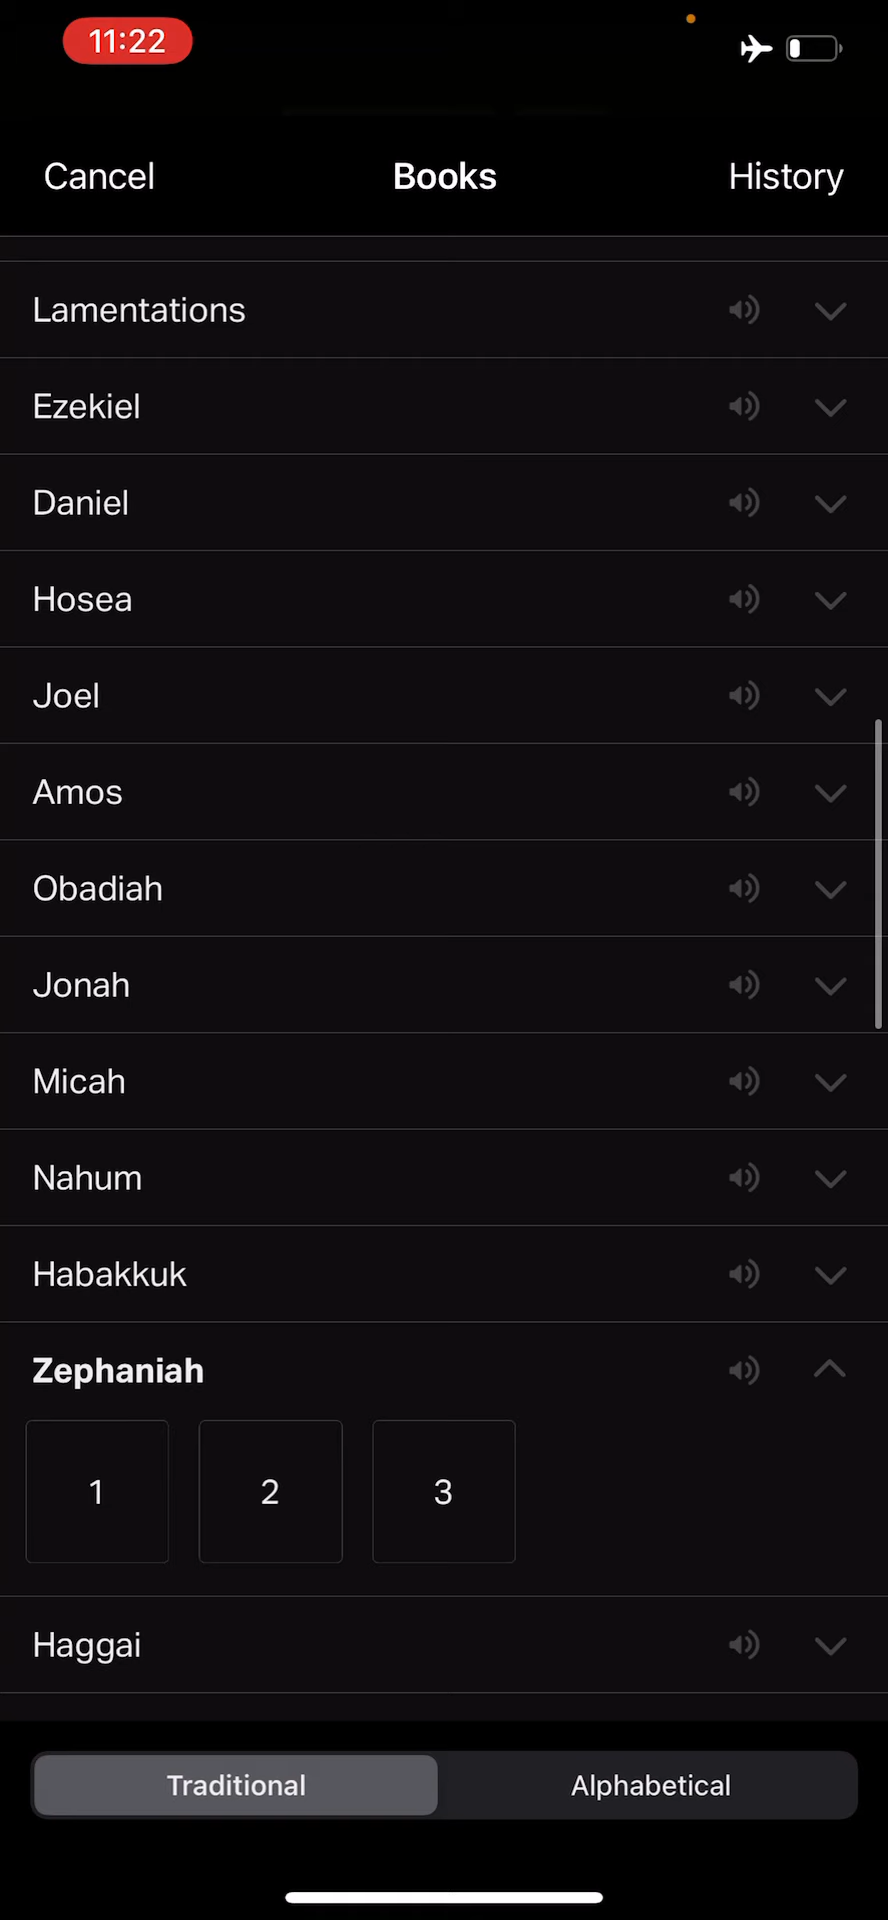 11:22
Cancel Books History
Lamentations
Ezekiel
Daniel
Hosea
Joel
Amos
Obadiah
Jonah
Micah
Nahum
Habakkuk
Zephaniah
1 2 3
Haggai
Traditional Alphabetical